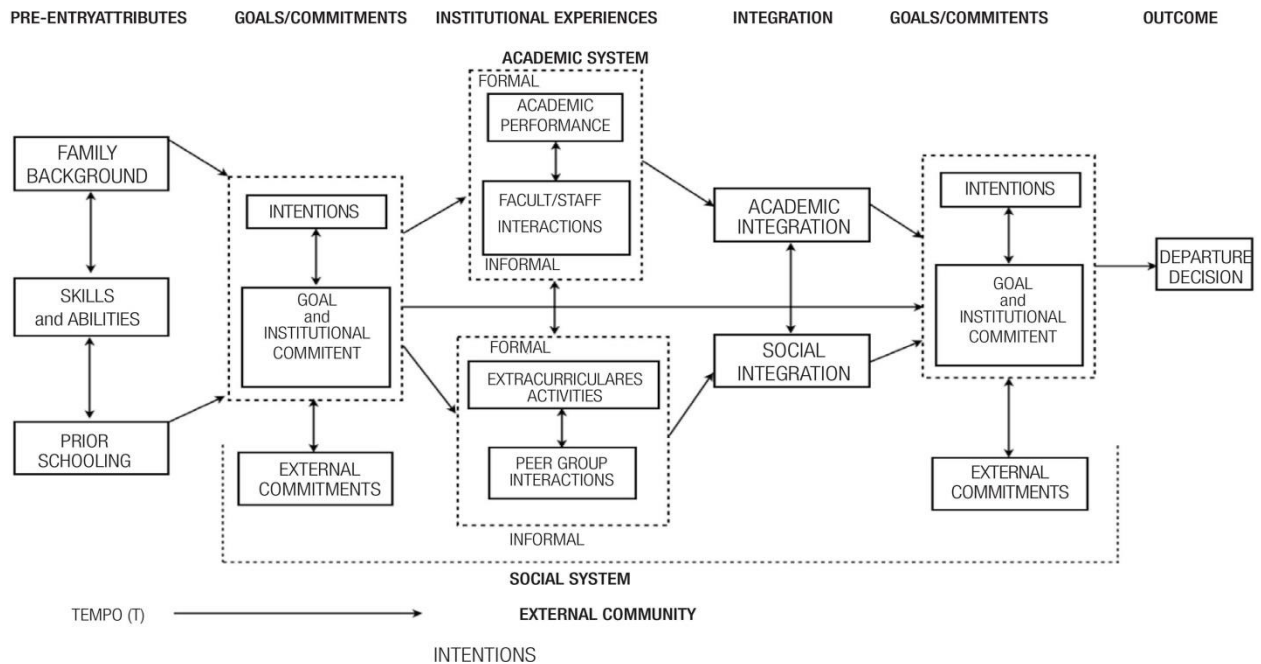 PRE-ENTRYATTRIBUTES
GOALS/COMMITMENTS
INSTITUTIONAL EXPERIENCES
INTEGRATION
GOALS/COMMITENTS
OUTCOME
ACADEMIC SYSTEM
FORMAL
ACADEMIC
PERFORMANCE
FACULT/STAFF
INTERACTIONS
INFORMAL
FAMILY
BACKGROUND
SKILLS
and ABILITIES
PRIOR
SCHOOLING
INTENTIONS
GOAL
and
INSTITUTIONAL
COMMITENT
EXTERNAL
COMMITMENTS
FORMAL
EXTRACURRICULARES
ACTIVITIES
PEER GROUP
INTERACTIONS
INFORMAL
SOCIAL SYSTEM
ACADEMIC
INTEGRATION
SOCIAL
INTEGRATION
INTENTIONS
GOAL
and
INSTITUTIONAL
COMMITENT
EXTERNAL
COMMITMENTS
DEPARTURE
DECISION
TEMPO (T)
EXTERNAL COMMUNITY
INTENTIONS